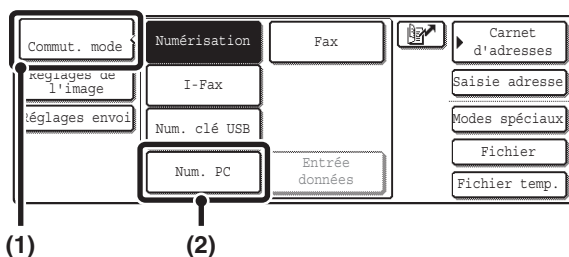 Commut. mode
Numérisation
Fax
Carnet
d'adresses
Réglages de
l'image
I-Fax
Saisie adresse
Réglages envoi
Num. clé USB
Modes spéciaux
Num. PC
Entrée
données
Fichier
Fichier temp.
(1)
(2)